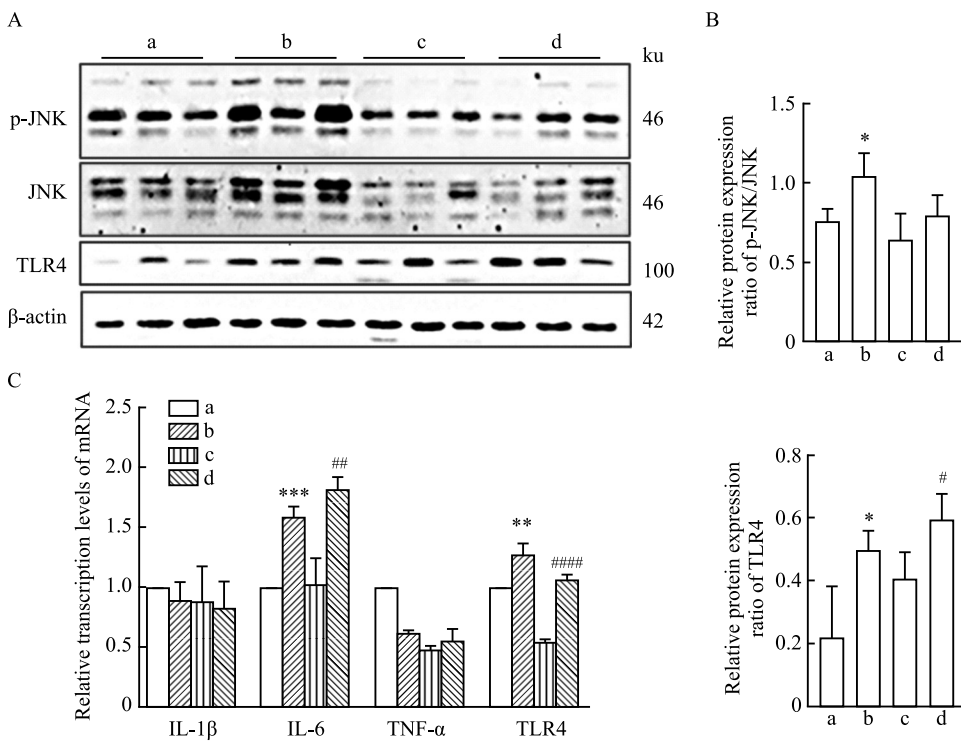 A
a b c d ku
p-JNK 46
JNK 46
TLR4 100
β-actin 42
B
Relative protein expression
ratio of p-JNK/JNK
1.5
1.0
0.5
0
*
a b c d
C
Relative transcription levels of mRNA
2.5
2.0
1.5
1.0
0.5
0
a
b
c
d
***
##
**
####
IL-1β IL-6 TNF-α TLR4
Relative protein expression
ratio of TLR4
0.8
0.6
0.4
0.2
0
*
#
a b c d